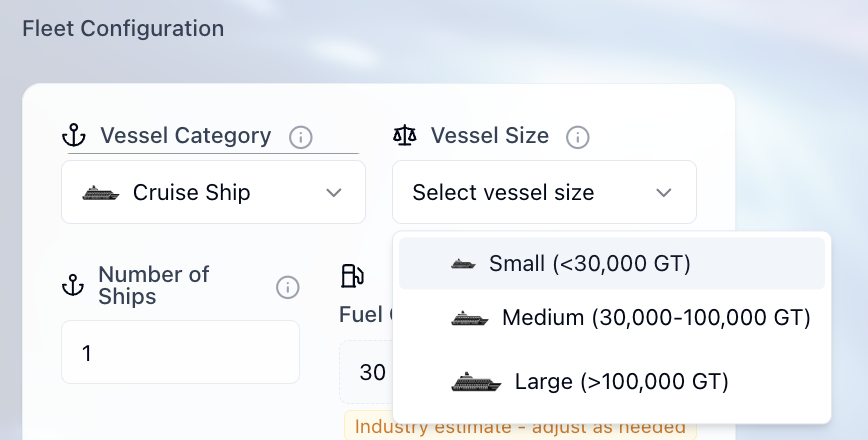 Fleet Configuration
Vessel Category
Vessel Size
Cruise Ship
Select vessel size
Small (<30,000 GT)
Medium (30,000-100,000 GT)
Large (>100,000 GT)
Number of
Ships
1
Fuel
30
Industry estimate - adjust as needed